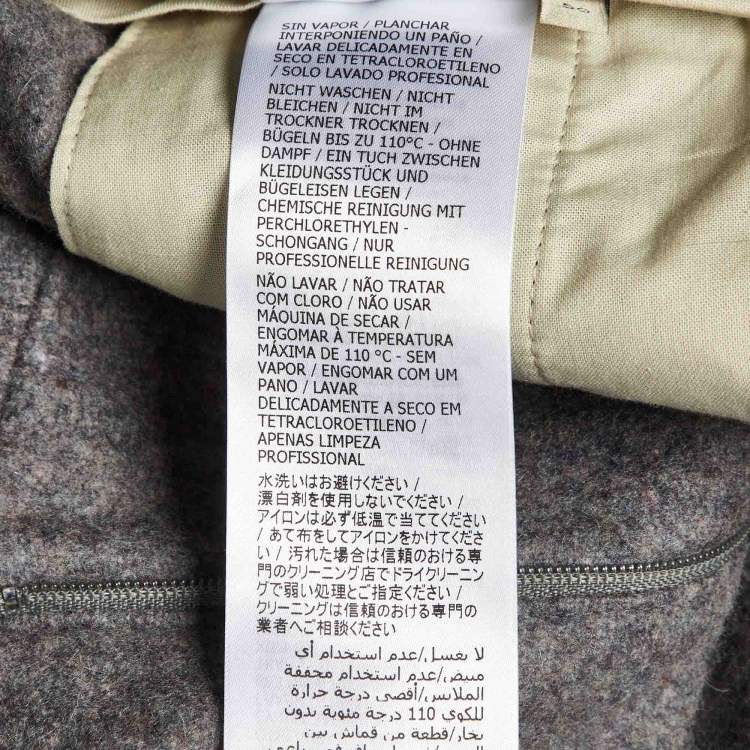 SIN VAPOR / PLANCHAR
INTERPONIENDO UN PAÑO /
LAVAR DELICADAMENTE EN
SECO EN TETRACLOROETILENO
/ SOLO LAVADO PROFESIONAL
NICHT WASCHEN / NICHT
BLEICHEN / NICHT IM
TROCKNER TROCKNEN /
BÜGELN BIS ZU 110°C - OHNE
DAMPF / EIN TUCH ZWISCHEN
KLEIDUNGSSTÜCK UND
BÜGELEISEN LEGEN /
CHEMISCHE REINIGUNG MIT
PERCHLORETHYLEN -
SCHONGANG / NUR
PROFESSIONELLE REINIGUNG
NÃO LAVAR / NÃO TRATAR
COM CLORO / NÃO USAR
MÁQUINA DE SECAR /
ENGOMAR À TEMPERATURA
MÁXIMA DE 110 °C - SEM
VAPOR / ENGOMAR COM UM
PANO / LAVAR
DELICADAMENTE A SECO EM
TETRACLOROETILENO /
APENAS LIMPEZA
PROFISSIONAL
水洗いはお避けください /
漂白剤を使用しないでください /
アイロンは必ず低温で当ててください
/ あて布をしてアイロンをかけてくださ
い / 汚れた場合は信頼のおける専
門のクリーニング店でドライクリーニン
グで弱い処理とご指定ください /
クリーニングは信頼のおける専門の
業者へご相談ください
لا يغسل/عدم استخدام أي
مبيض/عدم استخدام مجففة
الملابس/أقصى درجة حرارة
للكوي 110 درجة مئوية بدون
بخار/قطعة من قماش بين